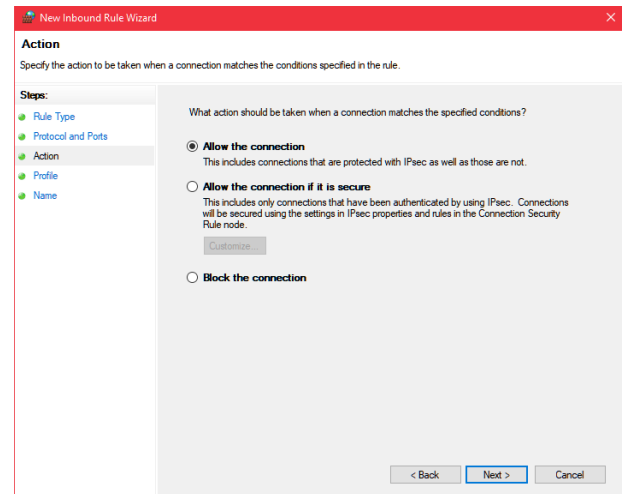 New Inbound Rule Wizard
Action
Specify the action to be taken when a connection matches the conditions specified in the rule.
Steps:
Rule Type
Protocol and Ports
Action
Profile
Name
What action should be taken when a connection matches the specified conditions?
Allow the connection
This includes connections that are protected with IPsec as well as those are not.
Allow the connection if it is secure
This includes only connections that have been authenticated by using IPsec. Connections
will be secured using the settings in IPsec properties and rules in the Connection Security
Rule node.
Customize...
Block the connection
< Back Next > Cancel